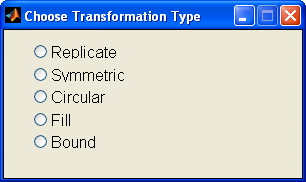 Choose Transformation Type
Replicate
Symmetric
Circular
Fill
Bound